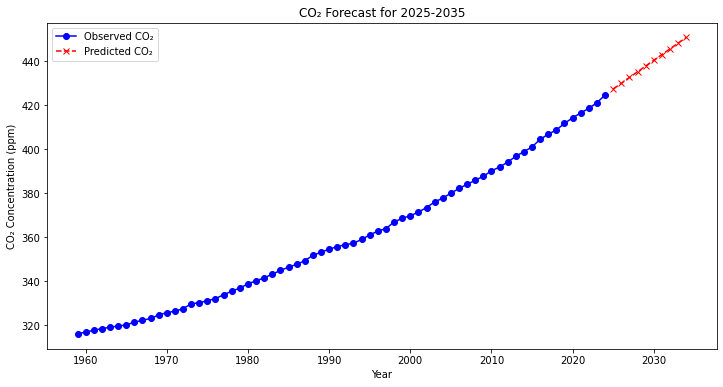 CO₂ Forecast for 2025-2035
Observed CO₂
Predicted CO₂
CO₂ Concentration (ppm)
440
420
400
380
360
340
320
1960 1970 1980 1990 2000 2010 2020 2030
Year